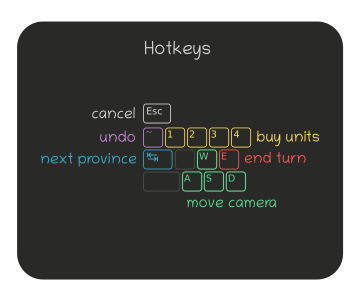 Hotkeys
cancel Esc
undo ~ 1 2 3 4 buy units
next province W E end turn
A S D
move camera